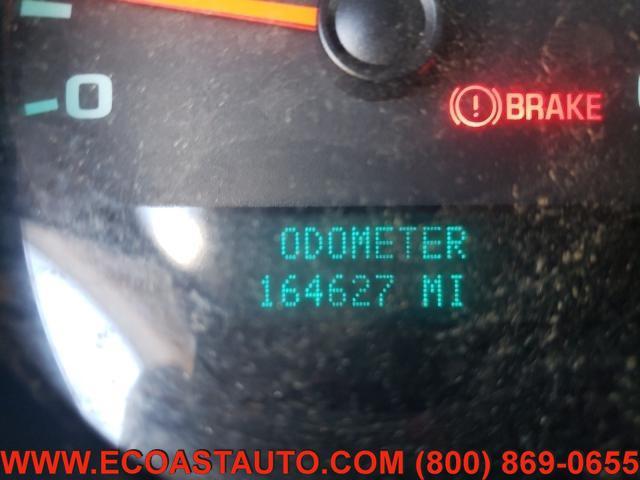 0
BRAKE
ODOMETER
164627 MI
WWW.ECOASTAUTO.COM (800) 869-0655